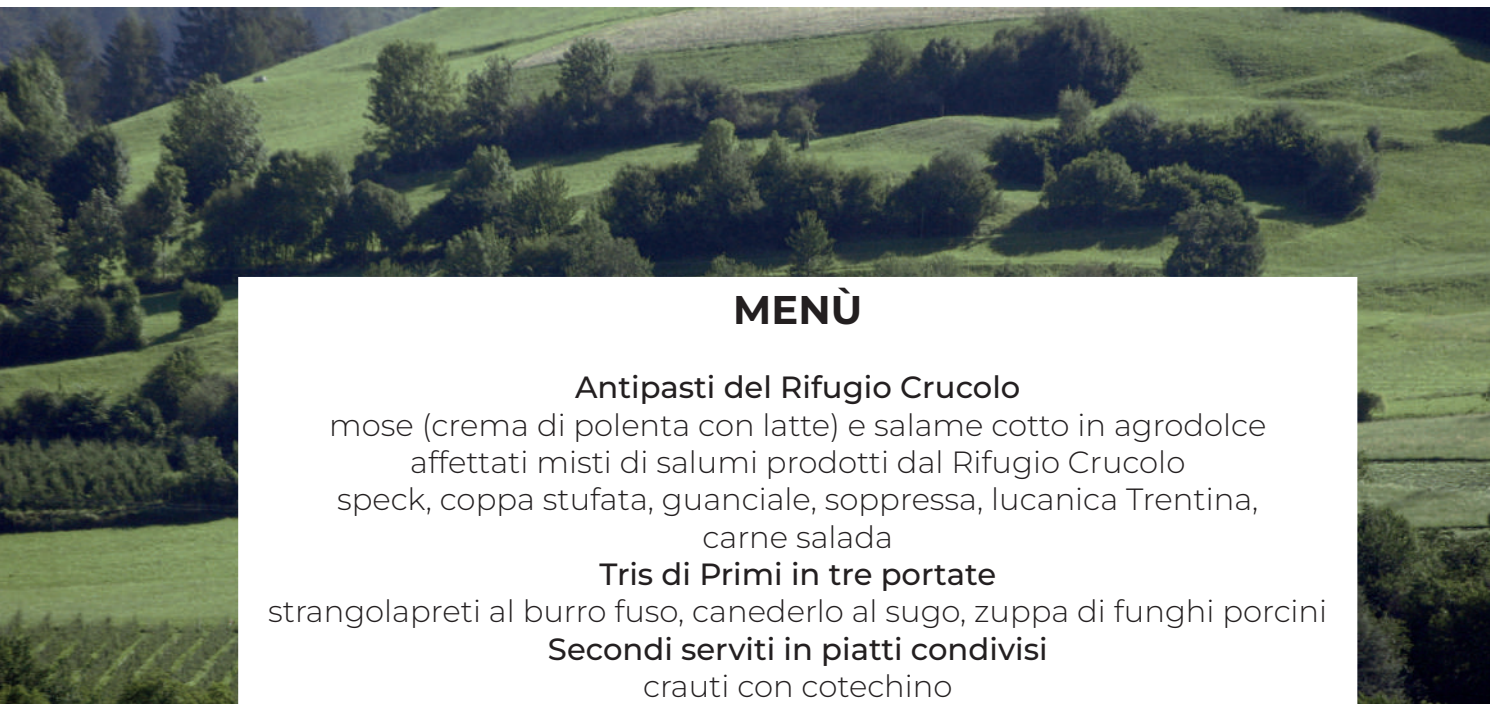 MENÙ
Antipasti del Rifugio Crucolo
mose (crema di polenta con latte) e salame cotto in agrodolce
affettati misti di salumi prodotti dal Rifugio Crucolo
speck, coppa stufata, guanciale, soppressa, lucanica Trentina,
carne salada
Tris di Primi in tre portate
strangolapreti al burro fuso, canederlo al sugo, zuppa di funghi porcini
Secondi serviti in piatti condivisi
crauti con cotechino